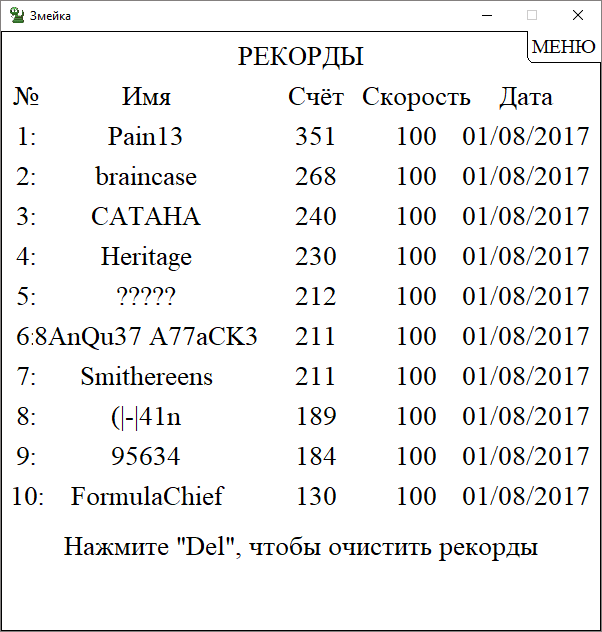 Змейка
МЕНЮ
РЕКОРДЫ
№ Имя Счёт Скорость Дата
1: Pain13 351 100 01/08/2017
2: braincase 268 100 01/08/2017
3: САТАНА 240 100 01/08/2017
4: Heritage 230 100 01/08/2017
5: ????? 212 100 01/08/2017
6:8AnQu37 A77aCK3 211 100 01/08/2017
7: Smithereens 211 100 01/08/2017
8: (|-|41n 189 100 01/08/2017
9: 95634 184 100 01/08/2017
10: FormulaChief 130 100 01/08/2017
Нажмите "Del", чтобы очистить рекорды